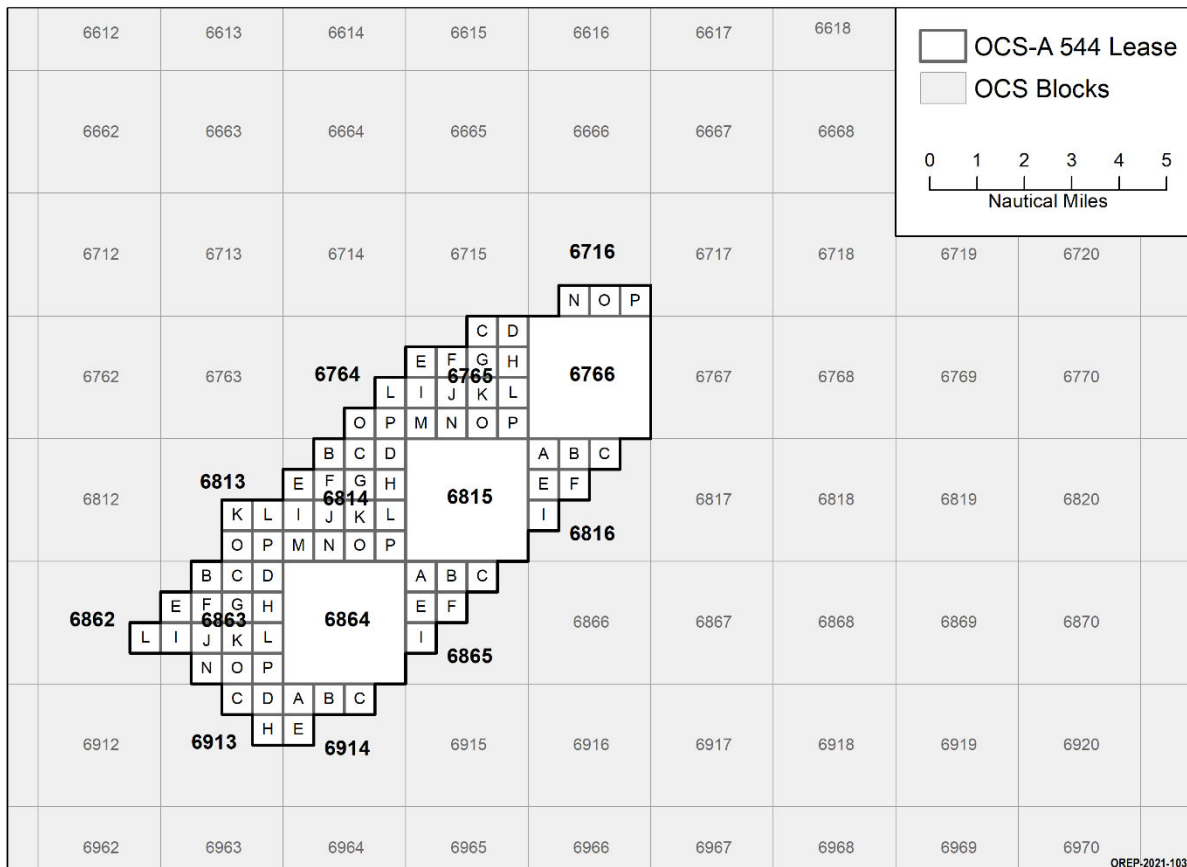 6612 6613 6614 6615 6616 6617 6618
OCS-A 544 Lease
OCS Blocks
6662 6663 6664 6665 6666 6667 6668
0 1 2 3 4 5
Nautical Miles
6712 6713 6714 6715 6716 6717 6718 6719 6720
N O P
C D
E F G H
6762 6763 6764 6765 6766 6767 6768 6769 6770
L I J K L
O P M N O P
B C D A B C
6813
E F G H E F
6812 6814 6815 6817 6818 6819 6820
K L I J K L I
6816
O P M N O P
B C D A B C
E F G H E F
6862 6863 6864 6866 6867 6868 6869 6870
L I J K L I
6865
N O P
C D A B C
H E
6912 6913 6914 6915 6916 6917 6918 6919 6920
6962 6963 6964 6965 6966 6967 6968 6969 6970
OREP-2021-103